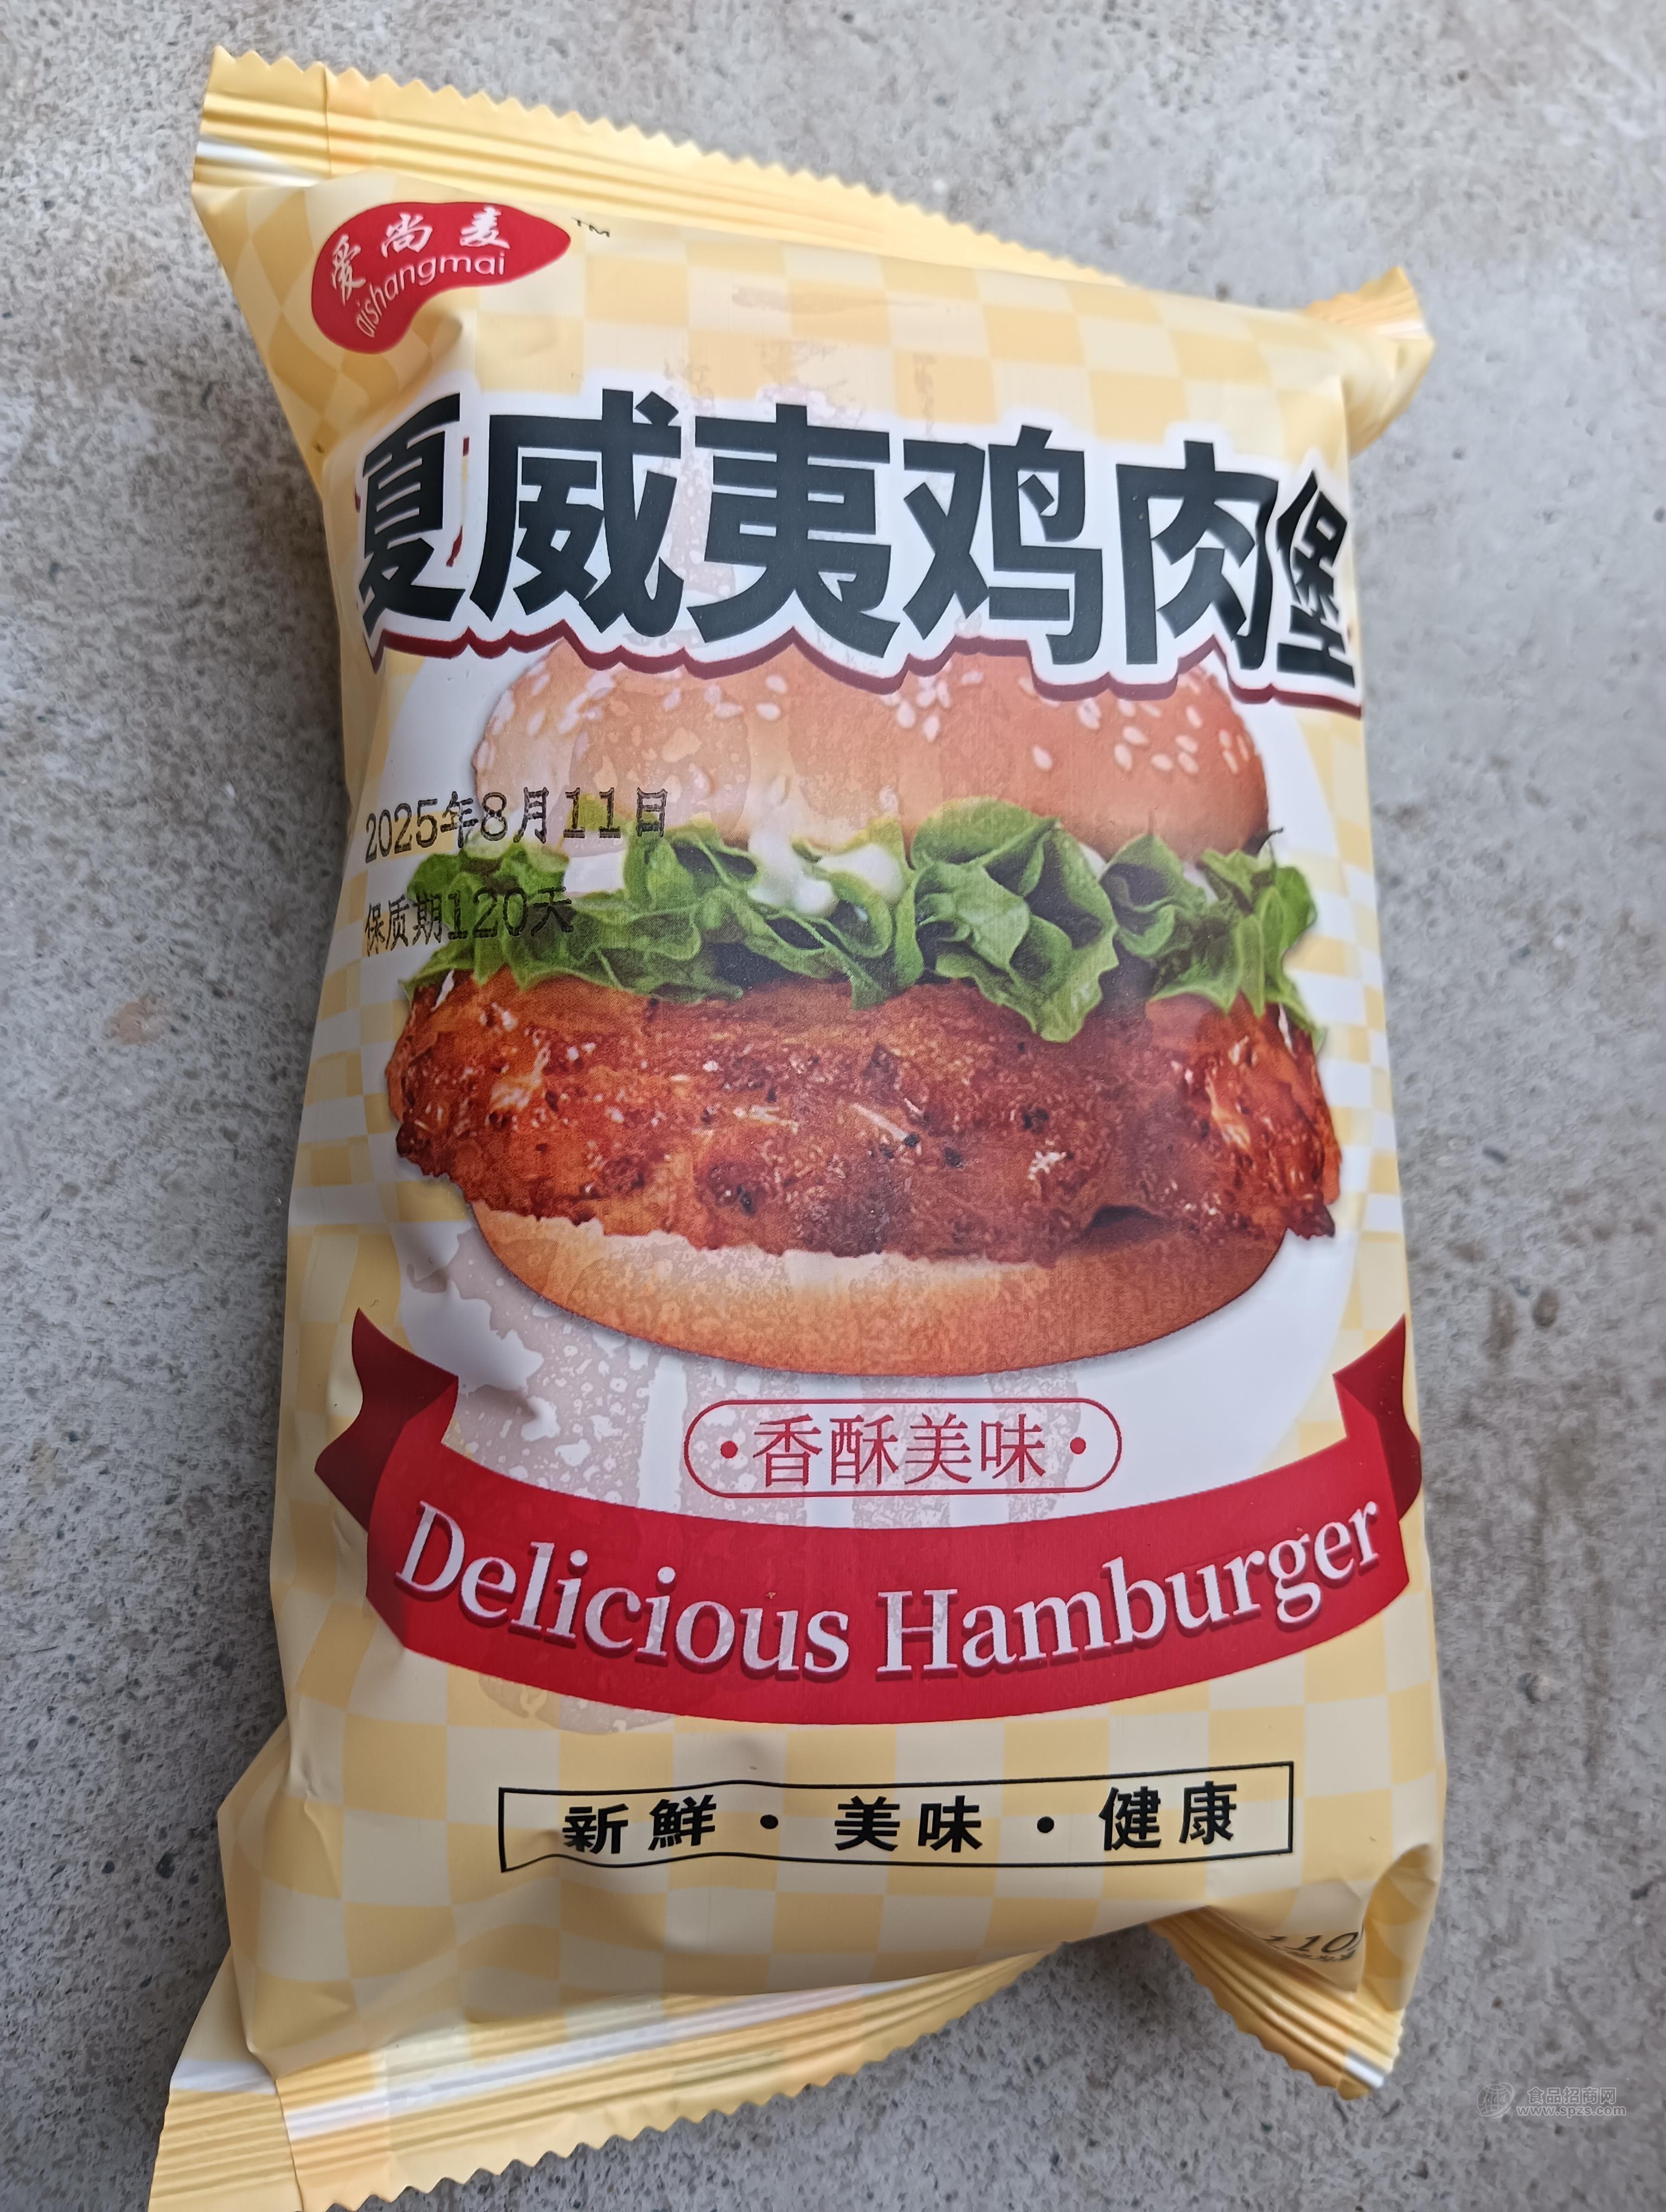 爱尚麦
aishangmai
TM
夏威夷鸡肉堡
2025年8月11日
保质期120天
香酥美味
Delicious Hamburger
新鮮·美味·健康
110
食品招商网
www.spzs.com